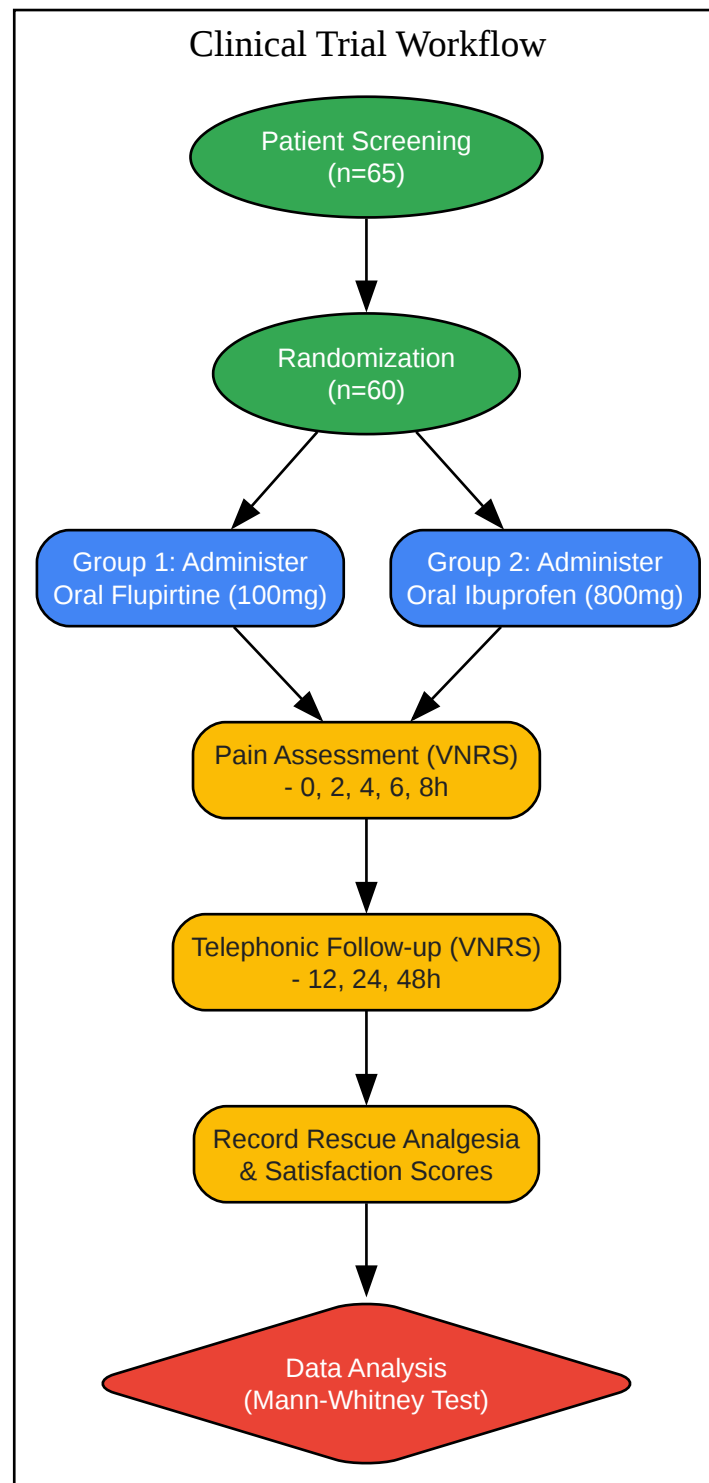 Clinical Trial Workflow
Patient Screening
(n=65)
Randomization
(n=60)
Group 1: Administer
Oral Flupirtine (100mg)
Group 2: Administer
Oral Ibuprofen (800mg)
Pain Assessment (VNRS)
- 0, 2, 4, 6, 8h
Telephonic Follow-up (VNRS)
- 12, 24, 48h
Record Rescue Analgesia
& Satisfaction Scores
Data Analysis
(Mann-Whitney Test)